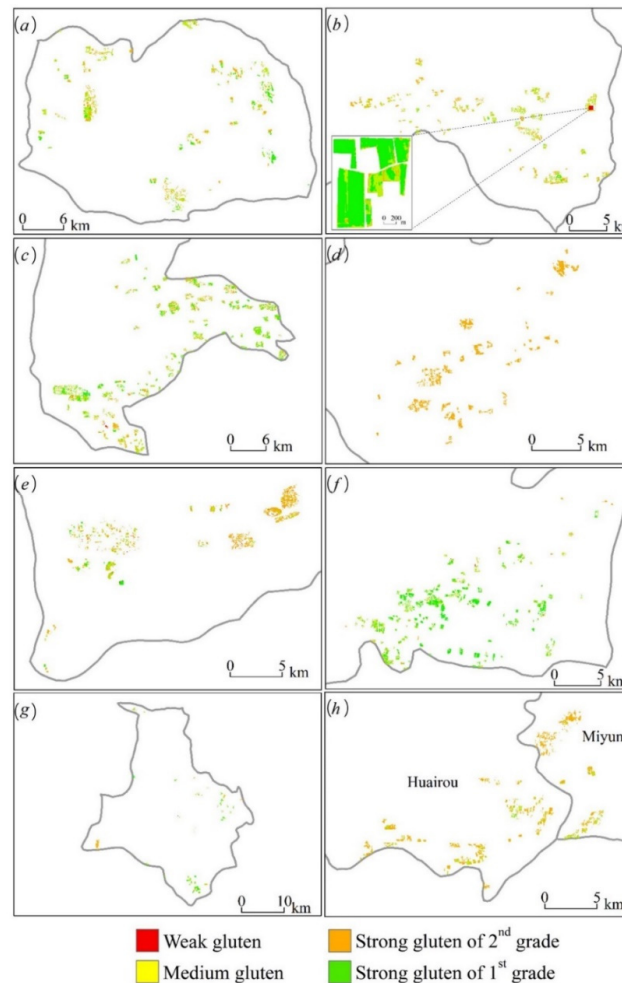 (a)
0 6
km
(b)
0 200
m
0 5
km
(c)
0 6
km
(d)
0 5
km
(e)
0 5
km
(f)
0 5
km
(g)
0 10
km
(h)
Miyun
Huairou
0 5
km
Weak gluten
Strong gluten of 2nd grade
Medium gluten
Strong gluten of 1st grade